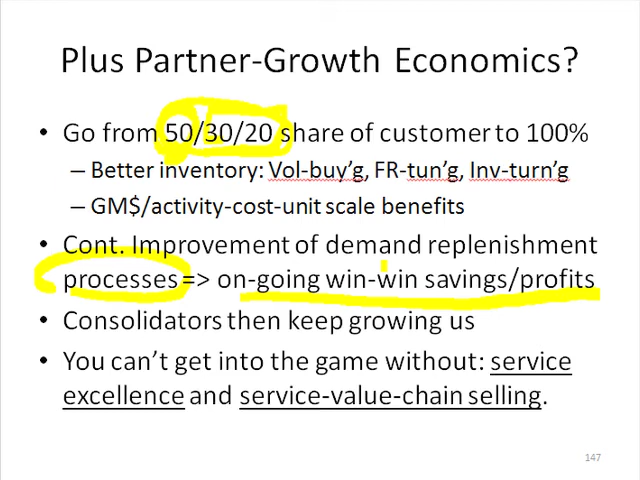 Plus Partner-Growth Economics?
• Go from 50/30/20 share of customer to 100%
– Better inventory: Vol-buy’g, FR-tun’g, Inv-turn’g
– GM$/activity-cost-unit scale benefits
• Cont. Improvement of demand replenishment
processes => on-going win-win savings/profits
• Consolidators then keep growing us
• You can’t get into the game without: service
excellence and service-value-chain selling.
147